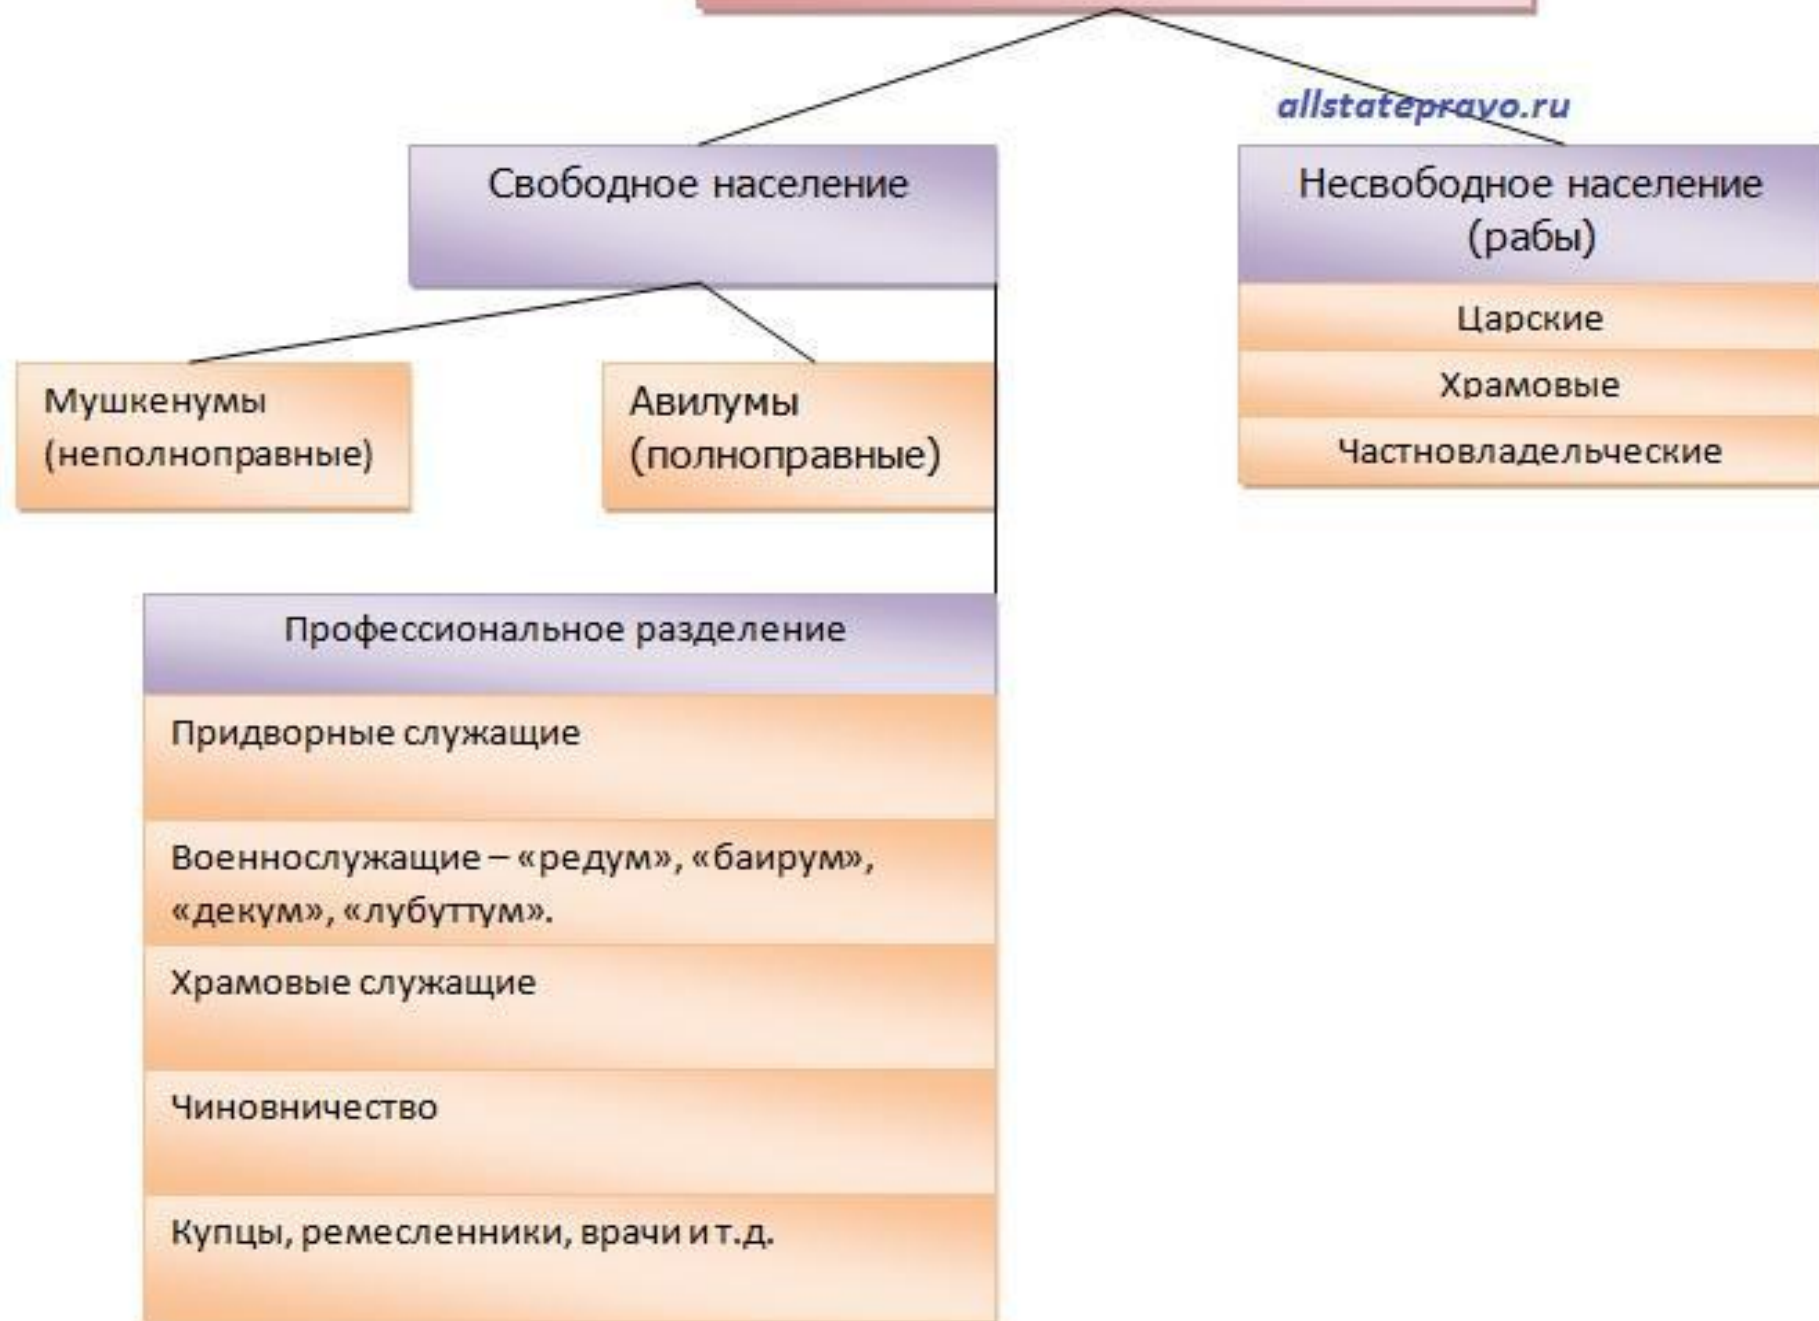 allstatepravo.ru
Свободное население
Несвободное население
(рабы)
Царские
Храмовые
Частновладельческие
Мушкенумы
(неполноправные)
Авилумы
(полноправные)
Профессиональное разделение
Придворные служащие
Военнослужащие – «редум», «баирум»,
«декум», «лубуттум».
Храмовые служащие
Чиновничество
Купцы, ремесленники, врачи и т.д.